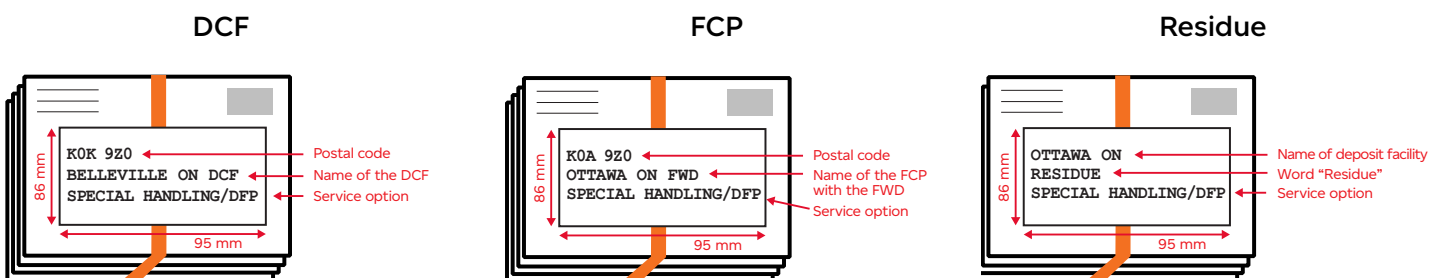 DCF
86 mm
K0K 9Z0
BELLEVILLE ON DCF
SPECIAL HANDLING/DFP
Postal code
Name of the DCF
Service option
95 mm
FCP
86 mm
K0A 9Z0
OTTAWA ON FWD
SPECIAL HANDLING/DFP
Postal code
Name of the FCP
with the FWD
Service option
95 mm
Residue
86 mm
OTTAWA ON
RESIDUE
SPECIAL HANDLING/DFP
Name of deposit facility
Word “Residue”
Service option
95 mm